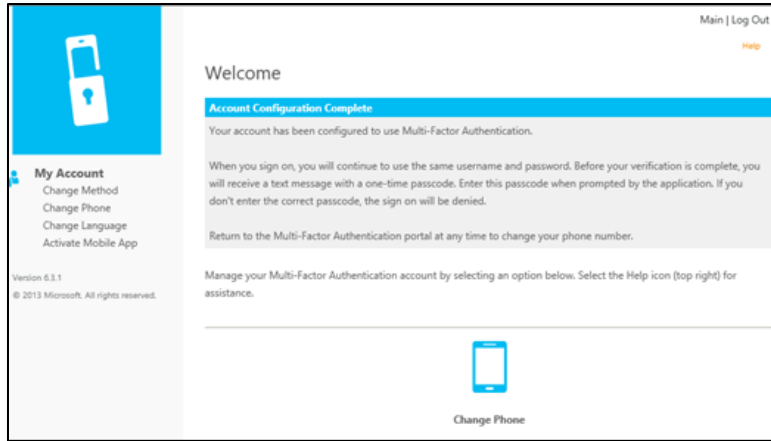 Main | Log Out
Help
Welcome
Account Configuration Complete
Your account has been configured to use Multi-Factor Authentication.
When you sign on, you will continue to use the same username and password. Before your verification is complete, you
will receive a text message with a one-time passcode. Enter this passcode when prompted by the application. If you
don't enter the correct passcode, the sign on will be denied.
Return to the Multi-Factor Authentication portal at any time to change your phone number.
My Account
Change Method
Change Phone
Change Language
Activate Mobile App
Version 6.3.1
© 2013 Microsoft. All rights reserved.
Manage your Multi-Factor Authentication account by selecting an option below. Select the Help icon (top right) for
assistance.
Change Phone